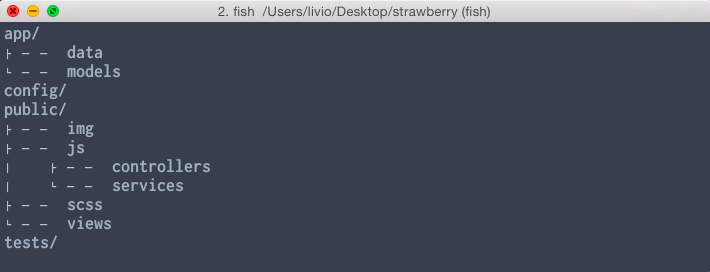 2. fish /Users/livio/Desktop/strawberry (fish)
app/
├ - - data
└ - - models
config/
public/
├ - - img
├ - - js
|    ├ - - controllers
|    └ - - services
├ - - scss
└ - - views
tests/